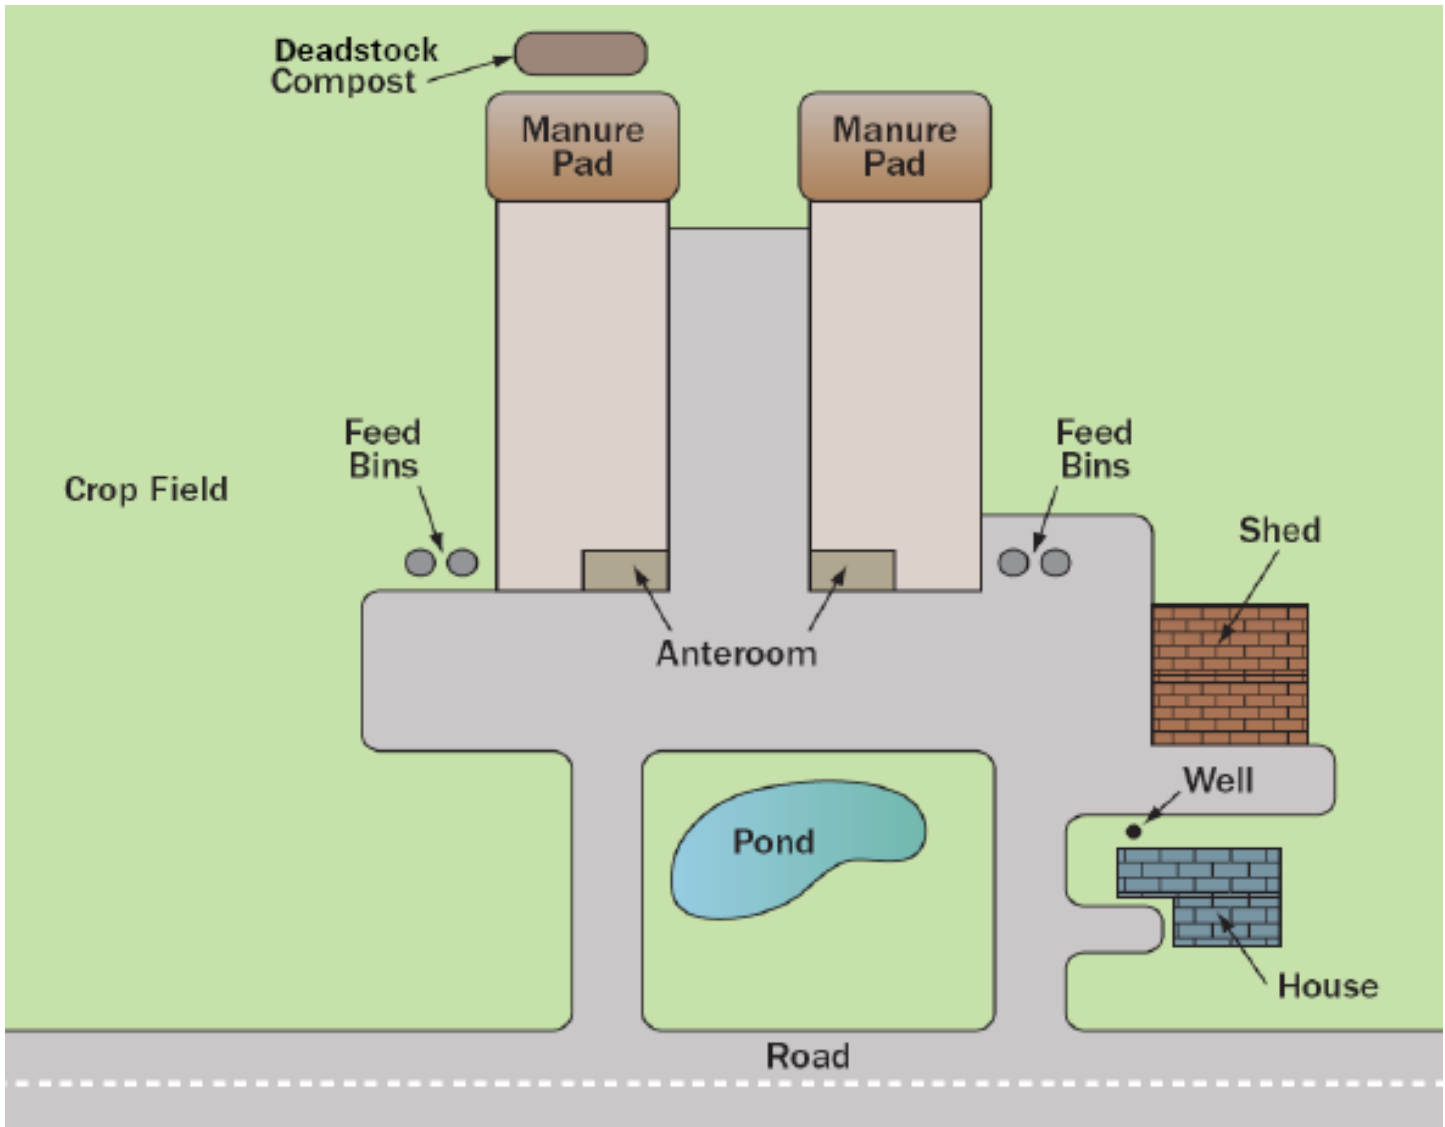 Deadstock
Compost
Manure
Pad
Manure
Pad
Feed
Bins
Feed
Bins
Crop Field
Shed
Anteroom
Well
Pond
House
Road